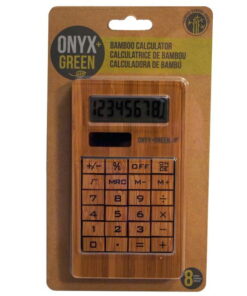 ONYX+
GREEN
BAMBOO CALCULATOR
CALCULATRICE DE BAMBOU
CALCULADORA DE BAMBÚ
12345678
ONYX+GREEN
+/- % OFF ON
√ MRC M- M+
7 8 9 ÷
4 5 6 ×
1 2 3 -
0 . = +
8